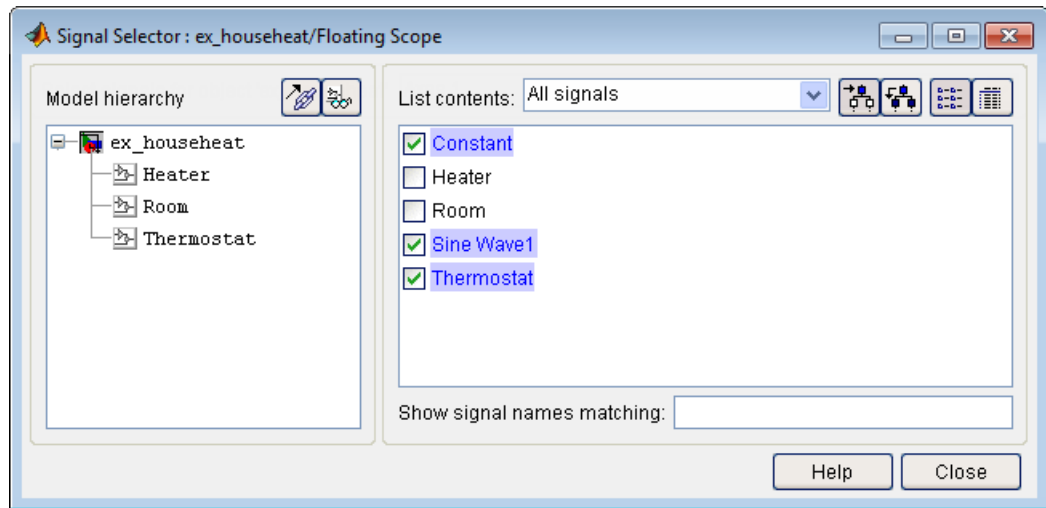 Signal Selector : ex_househeat/Floating Scope
Model hierarchy
ex_househeat
Heater
Room
Thermostat
List contents: All signals
Constant
Heater
Room
Sine Wave1
Thermostat
Show signal names matching:
Help Close